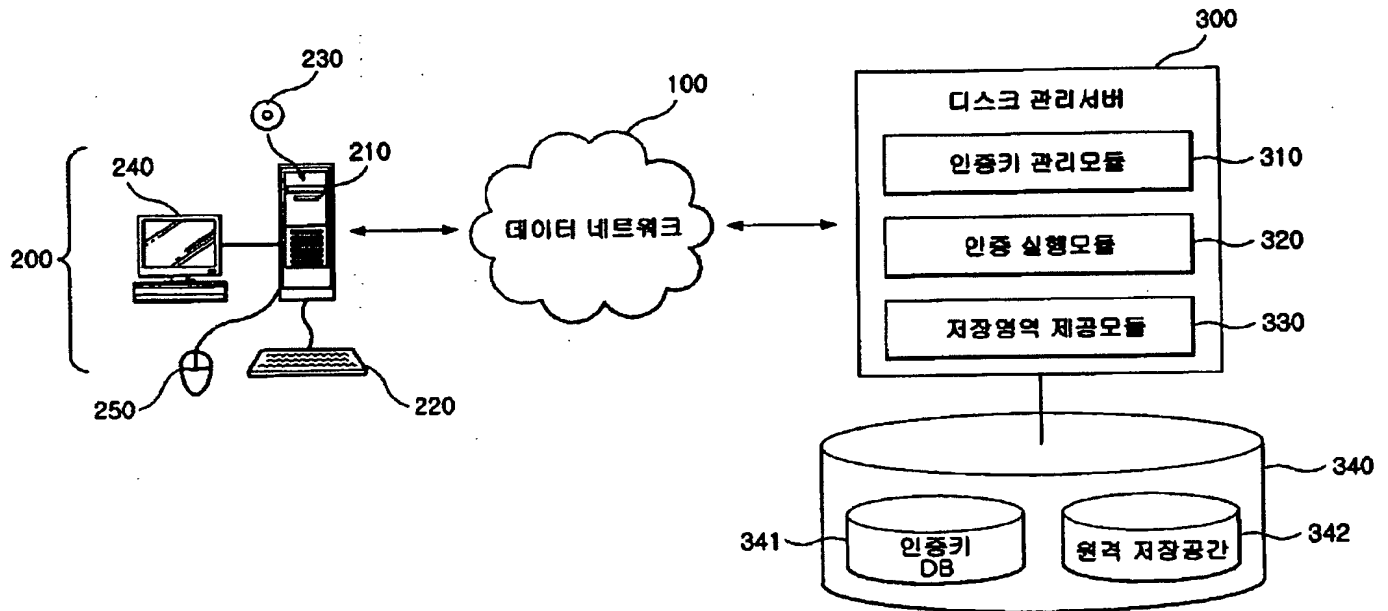 300
디스크 관리서버
230
100
210
인증키 관리모듈
310
240
200
데이터 네트워크
인증 실행모듈
320
저장영역 제공모듈
330
250
220
340
341
인증키
DB
원격 저장공간
342